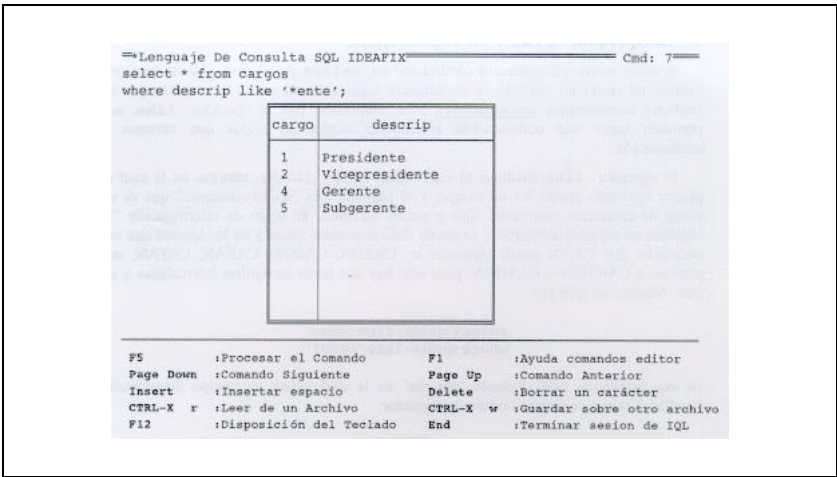 *Lenguaje De Consulta SQL IDEAFIX Cmd: 7
select * from cargos
where descrip like '*ente';
cargo descrip
1 Presidente
2 Vicepresidente
4 Gerente
5 Subgerente
F5 :Procesar el Comando F1 :Ayuda comandos editor
Page Down :Comando Siguiente Page Up :Comando Anterior
Insert :Insertar espacio Delete :Borrar un carácter
CTRL-X r :Leer de un Archivo CTRL-X w :Guardar sobre otro archivo
F12 :Disposición del Teclado End :Terminar sesion de IQL